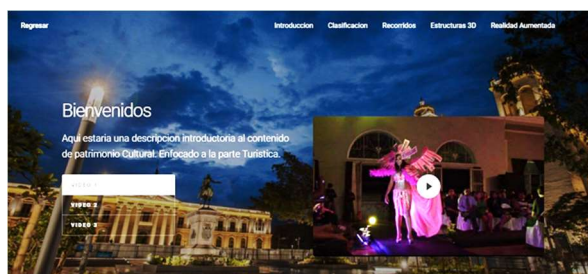 Regresar
Introduccion Clasificacion Recorridos Estructuras 3D Realidad Aumentada
Bienvenidos
Aqui estaria una descripcion introductoria al contenido
de patrimonio Cultural. Enfocado a la parte Turistica.
VIDEO 1
VIDEO 2
VIDEO 3